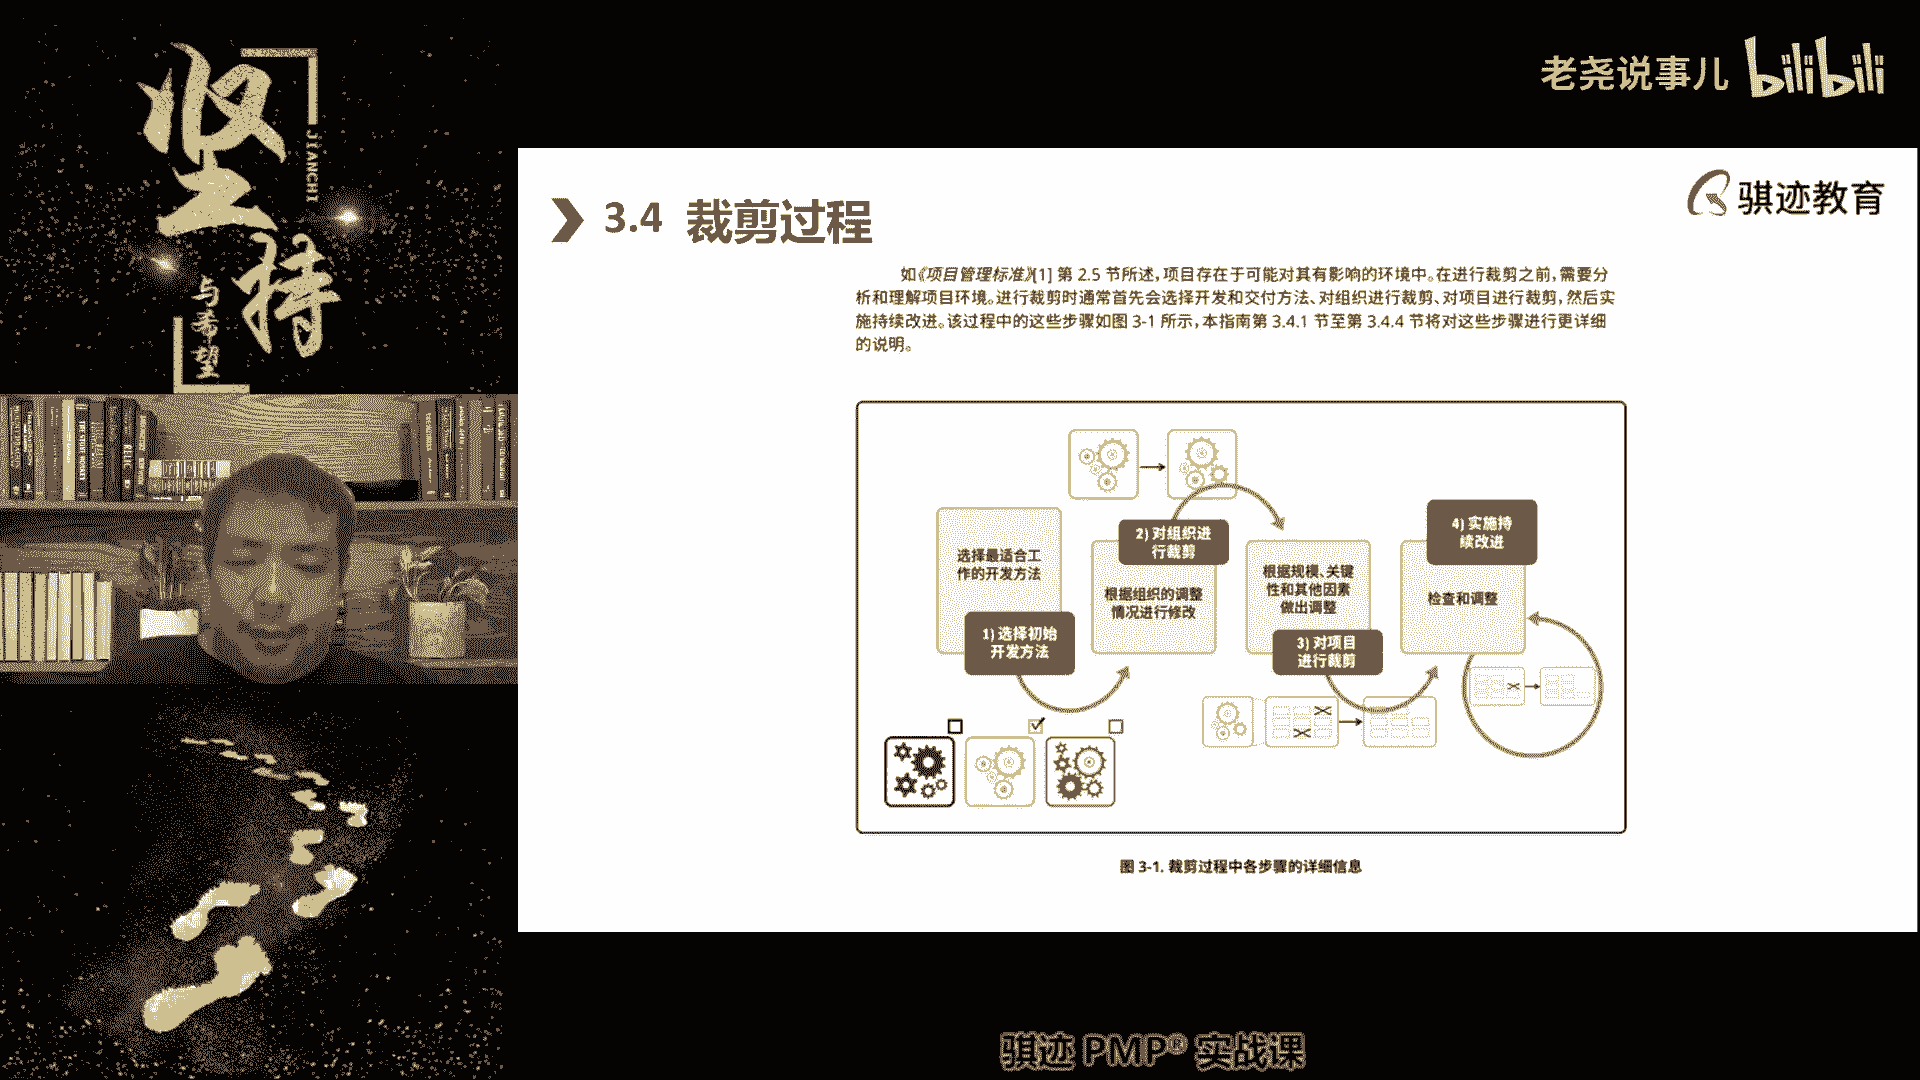 坚持
JIANCHI
与希望
老尧说事儿 bilibili
骐迹教育
3.4 裁剪过程
如《项目管理标准》[1] 第 2.5 节所述,项目存在于可能对其有影响的环境中。在进行裁剪之前,需要分
析和理解项目环境。进行裁剪时通常首先会选择开发和交付方法、对组织进行裁剪、对项目进行裁剪,然后实
施持续改进。该过程中的这些步骤如图 3-1 所示,本指南第 3.4.1 节至第 3.4.4 节将对这些步骤进行更详细
的说明。
选择最适合工
作的开发方法
1) 选择初始
开发方法
2) 对组织进
行裁剪
根据组织的调整
情况进行修改
根据规模、关键
性和其他因素
做出调整
3) 对项目
进行裁剪
4) 实施持
续改进
检查和调整
图 3-1. 裁剪过程中各步骤的详细信息
骐迹 PMP® 实战课